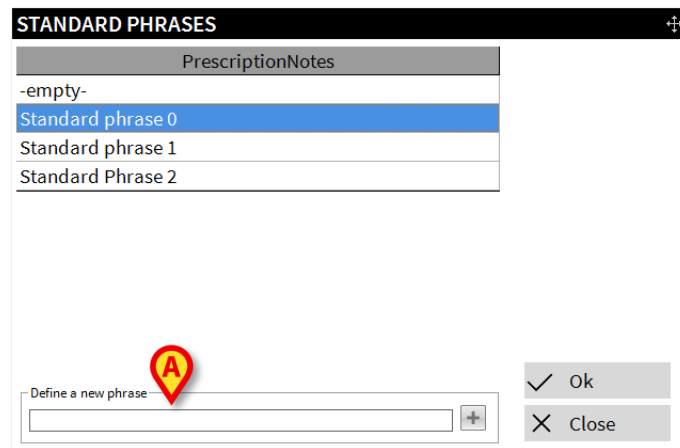 STANDARD PHRASES
PrescriptionNotes
-empty-
Standard phrase 0
Standard phrase 1
Standard Phrase 2
A
Define a new phrase
+
Ok
Close